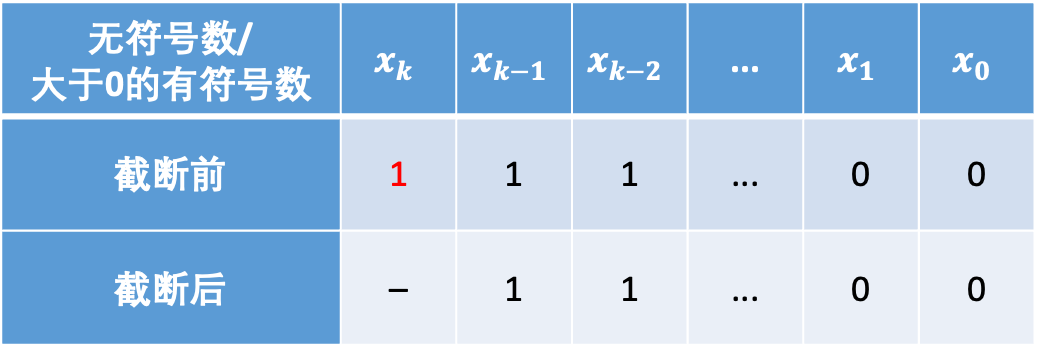 无符号数/
大于0的有符号数 xₖ xₖ₋₁ xₖ₋₂ ... x₁ x₀
截断前 1 1 1 ... 0 0
截断后 – 1 1 ... 0 0